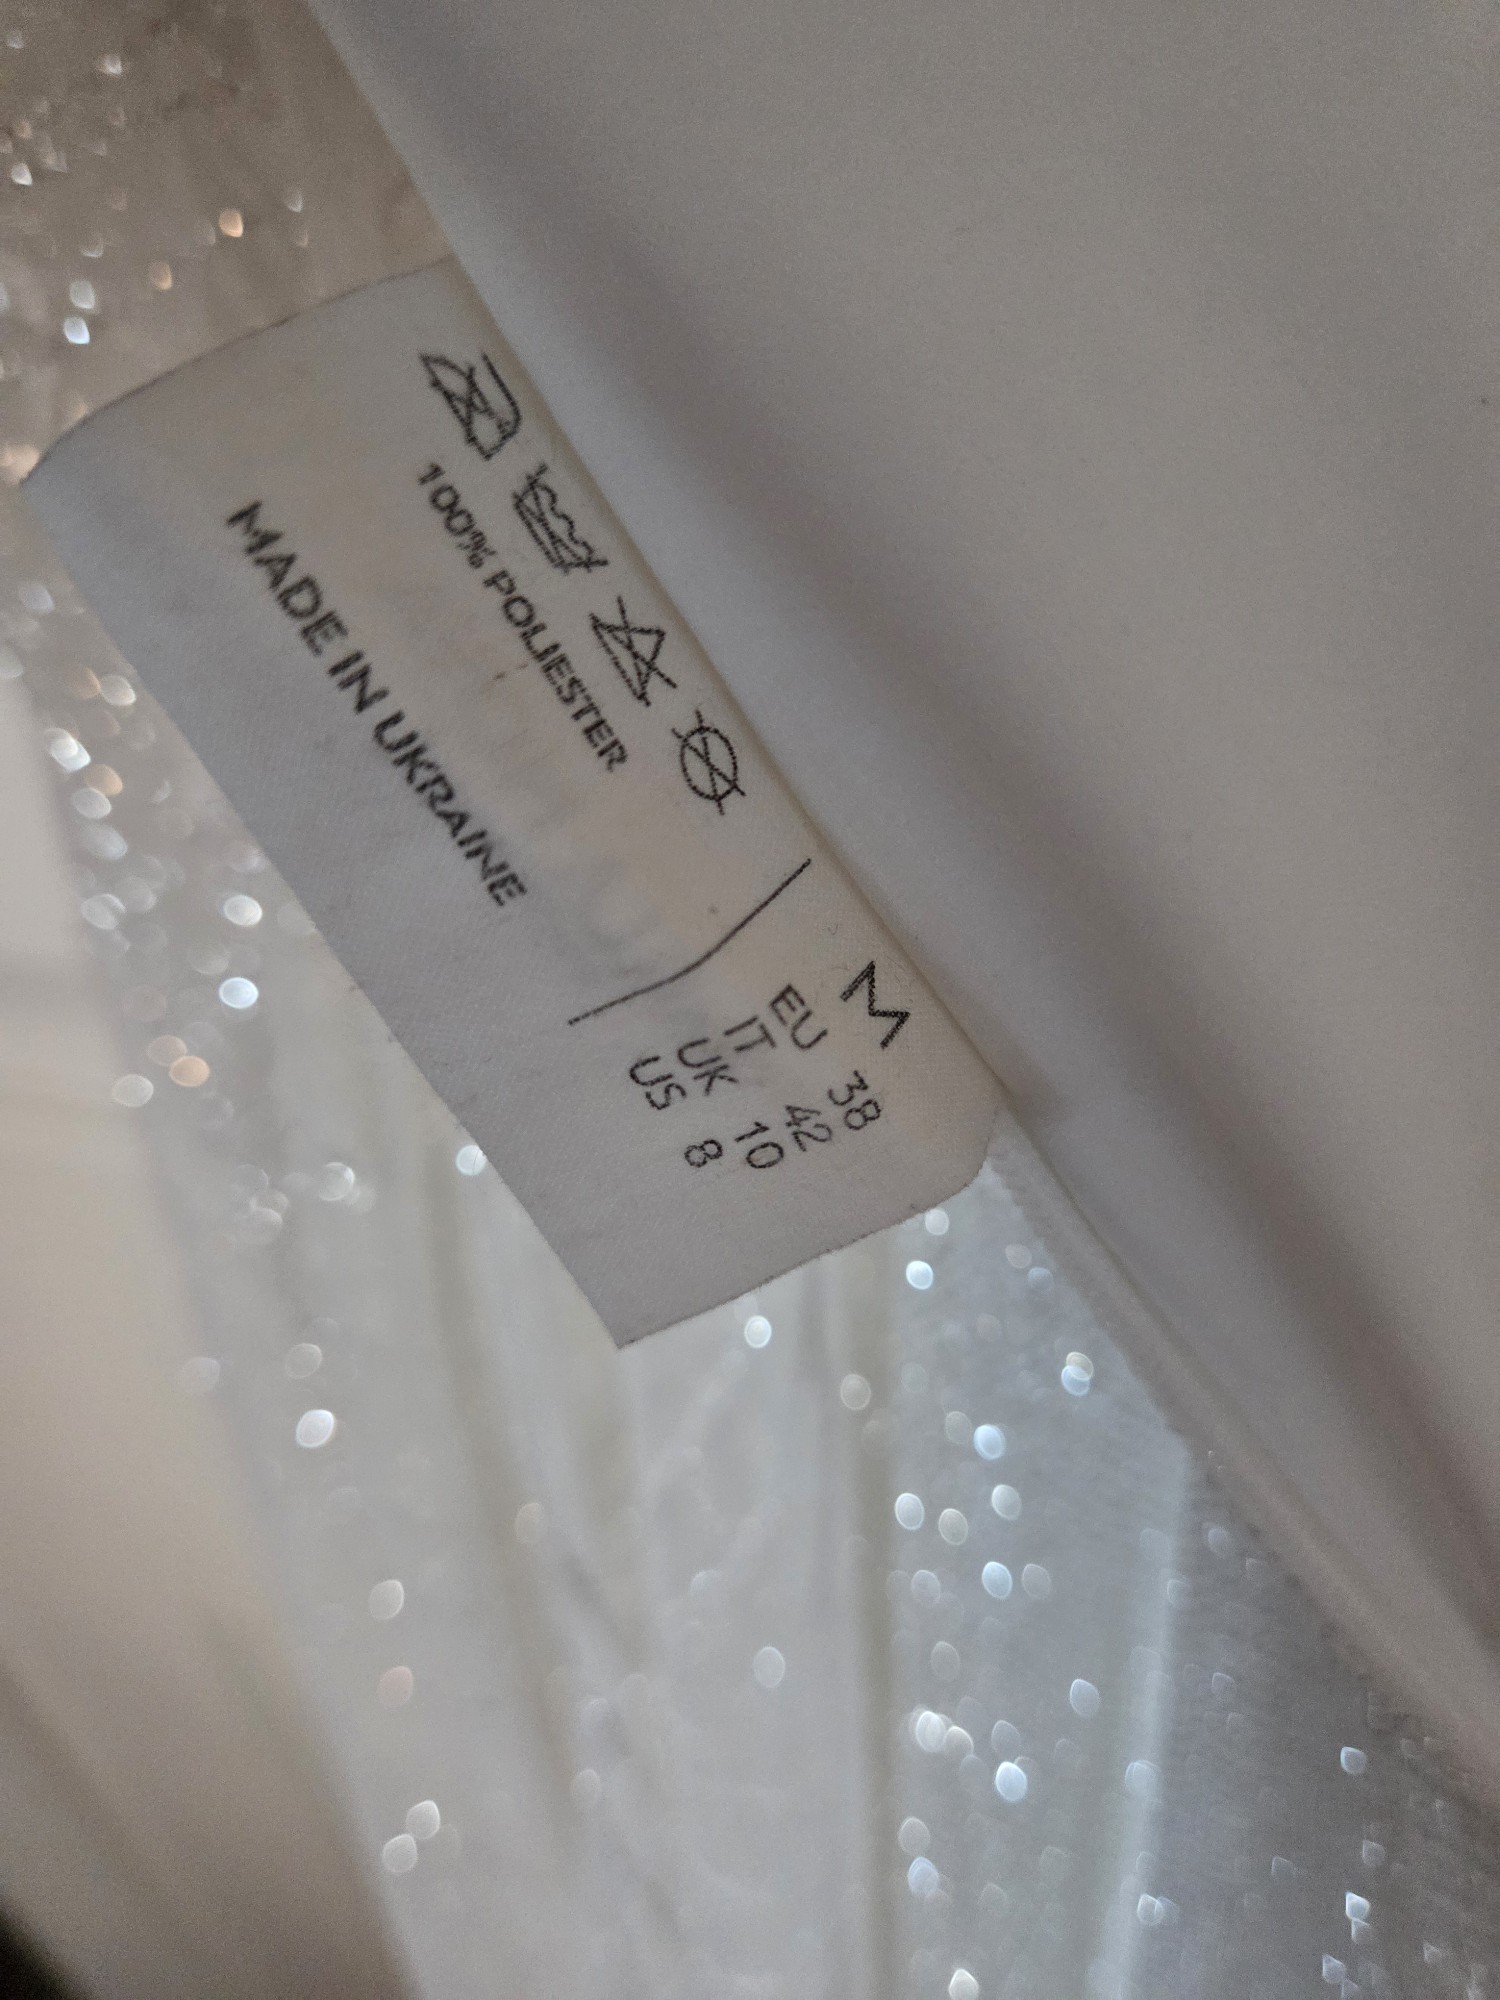 100% POLIESTER
MADE IN UKRAINE
M
EU 38
IT 42
UK 10
US 8